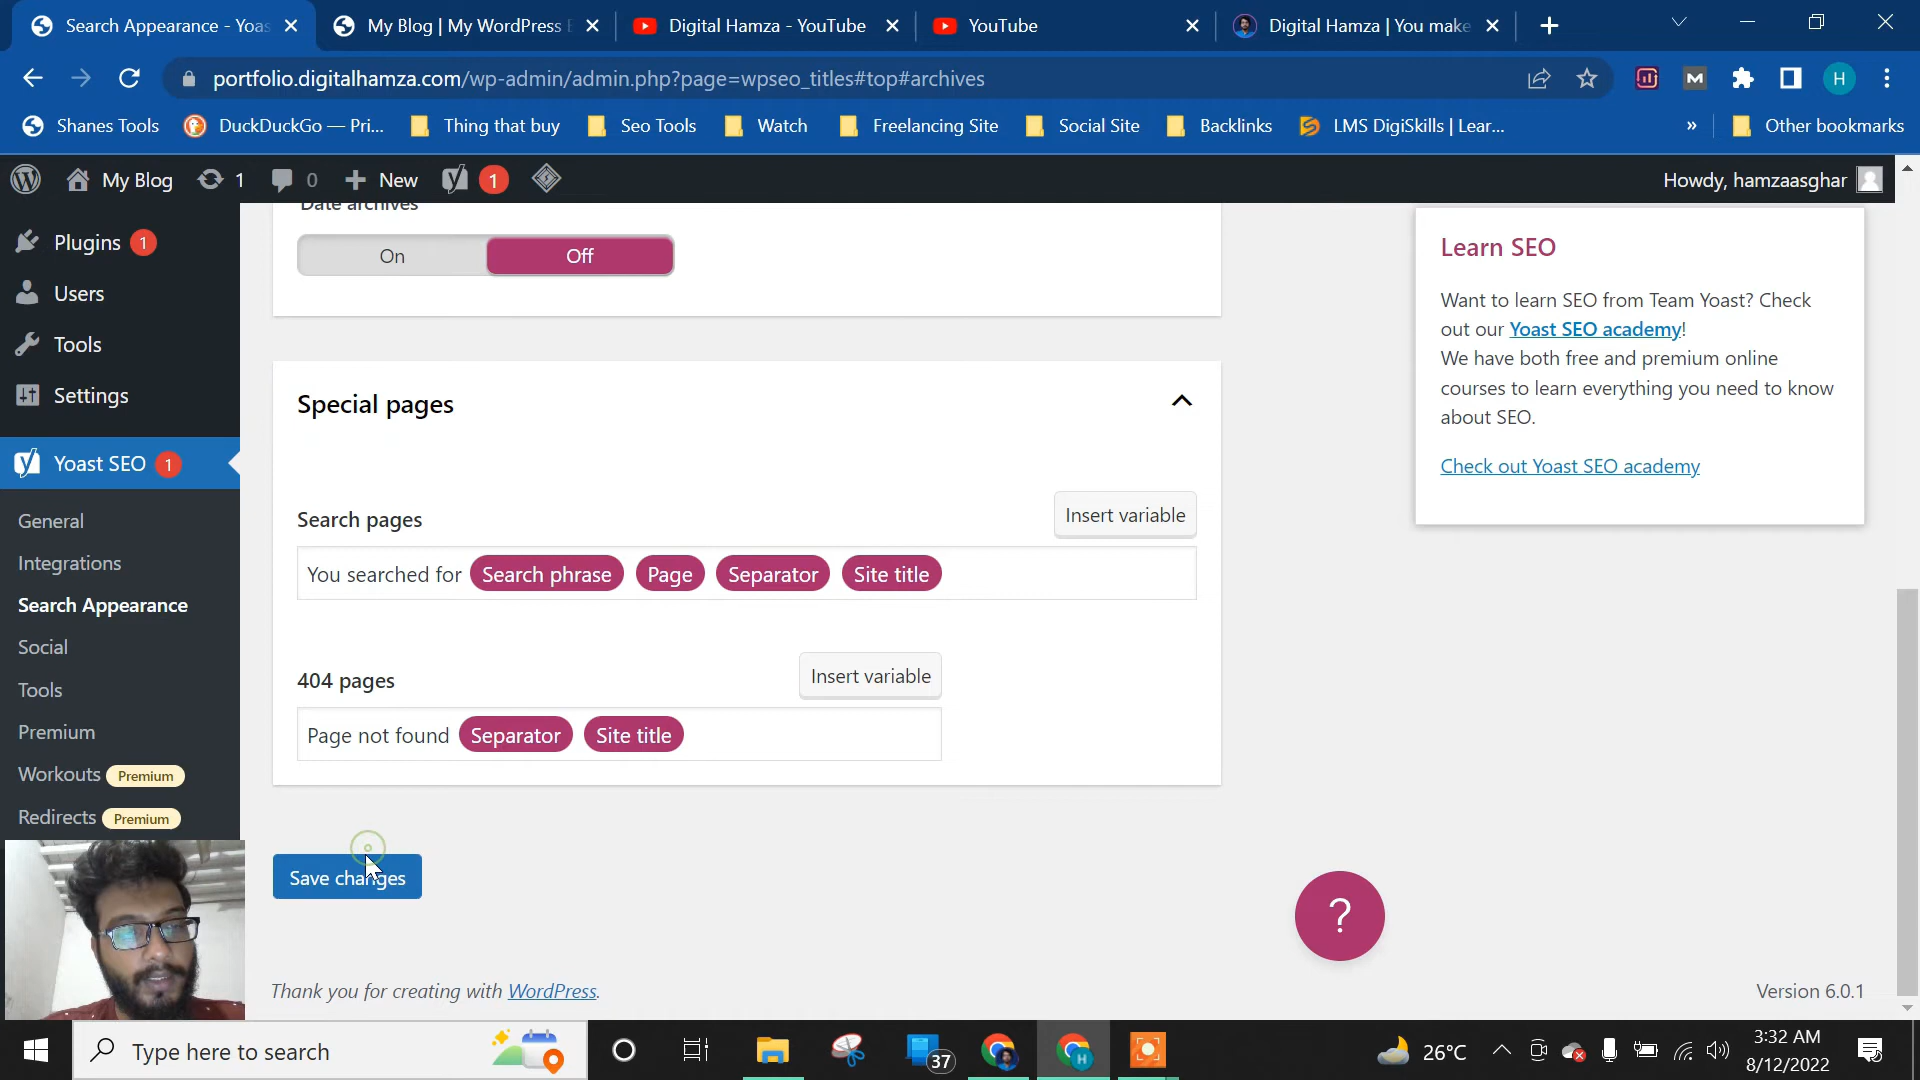 Search Appearance - Yoas
My Blog | My WordPress B
Digital Hamza - YouTube
YouTube
Digital Hamza | You make
portfolio.digitalhamza.com/wp-admin/admin.php?page=wpseo_titles#top#archives
H
Shanes Tools
DuckDuckGo — Pri...
Thing that buy
Seo Tools
Watch
Freelancing Site
Social Site
Backlinks
LMS DigiSkills | Lear...
»
Other bookmarks
My Blog
1
0
New
1
Howdy, hamzaasghar
Plugins 1
Users
Tools
Settings
Yoast SEO 1
General
Integrations
Search Appearance
Social
Tools
Premium
Workouts Premium
Redirects Premium
Date archives
On
Off
Special pages
Search pages
Insert variable
You searched for Search phrase Page Separator Site title
404 pages
Insert variable
Page not found Separator Site title
Save changes
Thank you for creating with WordPress.
Version 6.0.1
Learn SEO
Want to learn SEO from Team Yoast? Check
out our Yoast SEO academy!
We have both free and premium online
courses to learn everything you need to know
about SEO.
Check out Yoast SEO academy
?
Type here to search
37
H
26°C
3:32 AM
8/12/2022